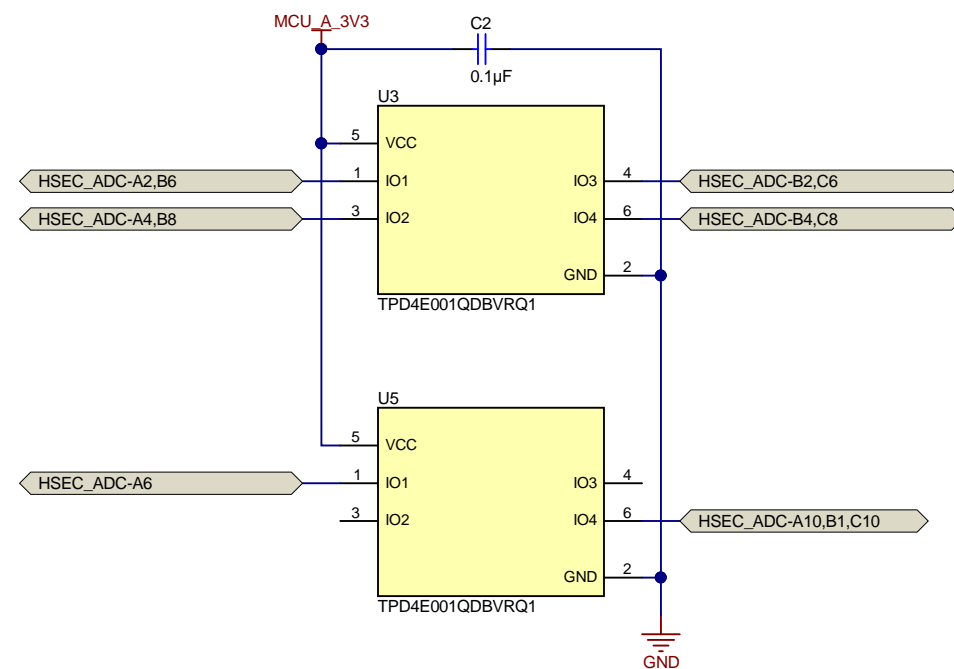 MCU_A_3V3
C2
0.1µF
U3
5 VCC
HSEC_ADC-A2,B6 1 IO1 IO3 4 HSEC_ADC-B2,C6
HSEC_ADC-A4,B8 3 IO2 IO4 6 HSEC_ADC-B4,C8
GND 2
TPD4E001QDBVRQ1
U5
5 VCC
HSEC_ADC-A6 1 IO1 IO3 4
3 IO2 IO4 6 HSEC_ADC-A10,B1,C10
GND 2
TPD4E001QDBVRQ1
GND